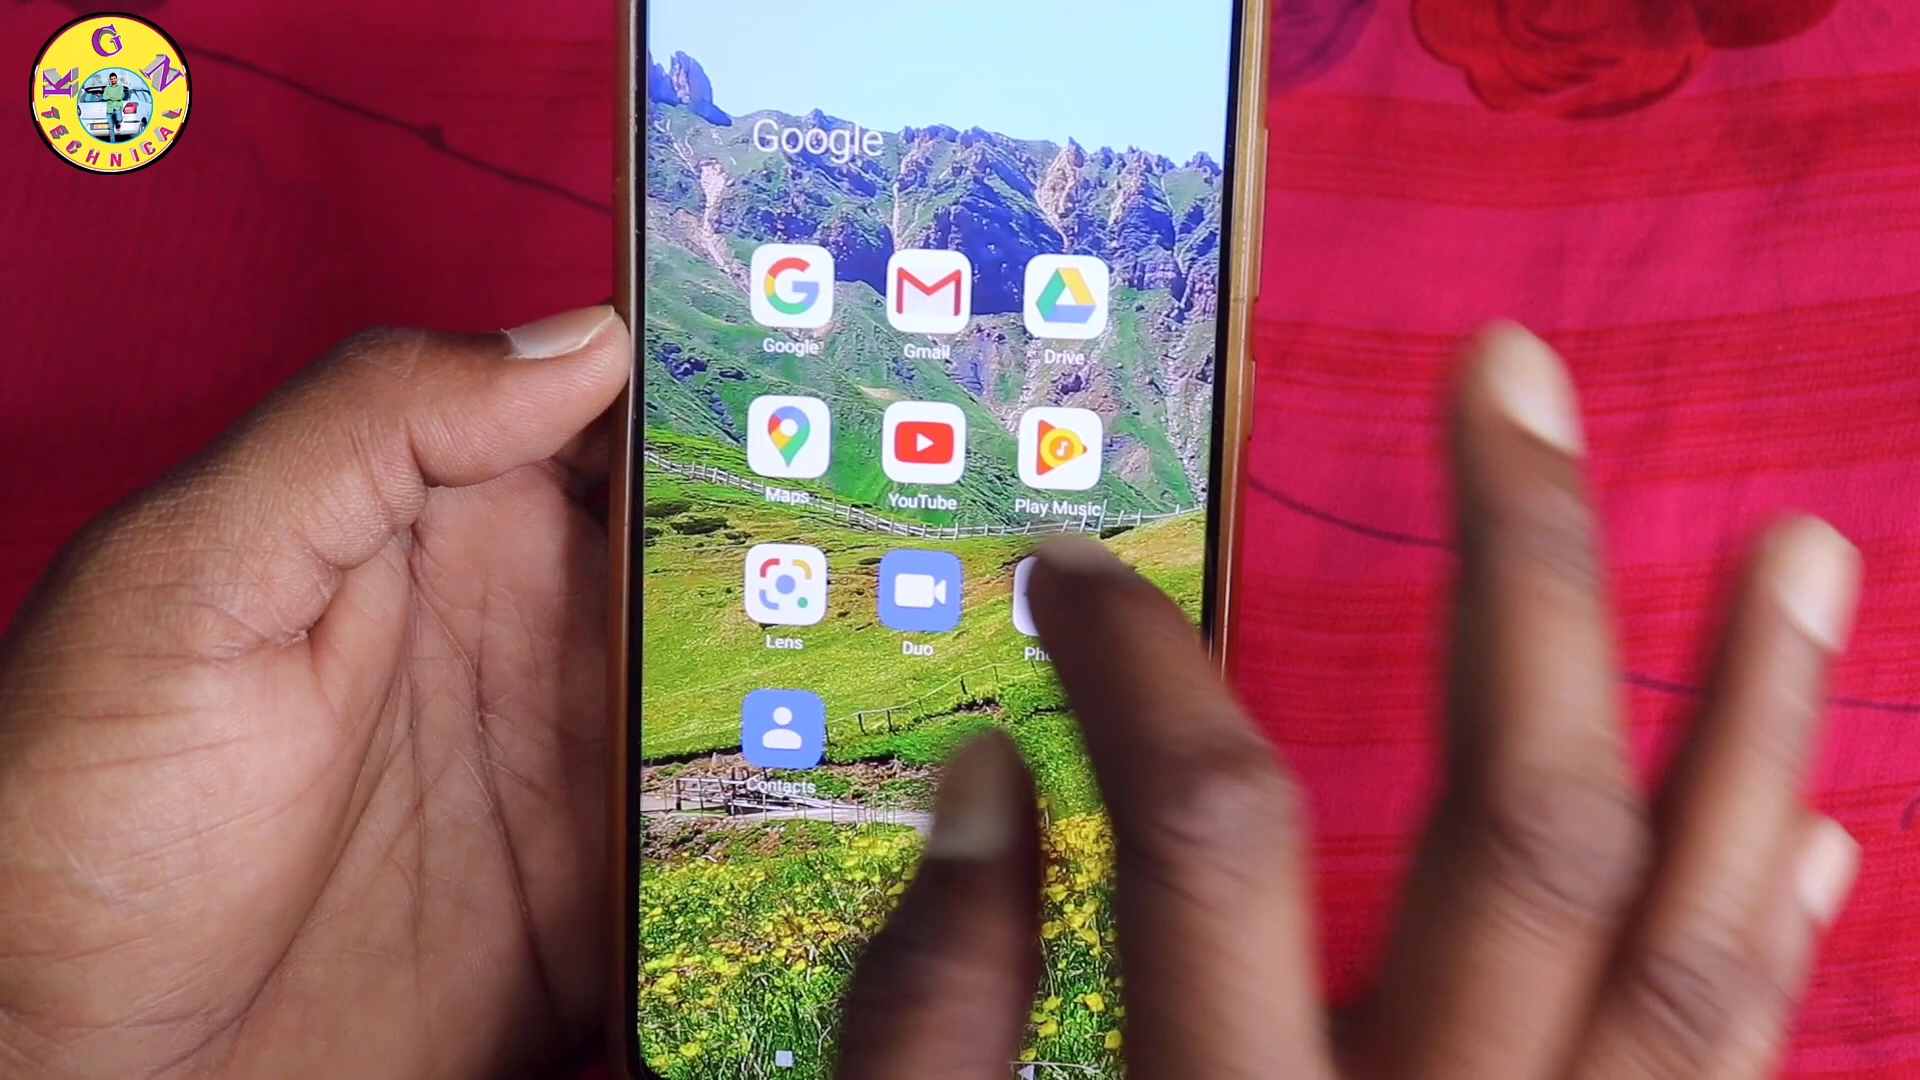 KGN
TECHNICAL
Google
Google Gmail Drive
Maps YouTube Play Music
Lens Duo
Contacts